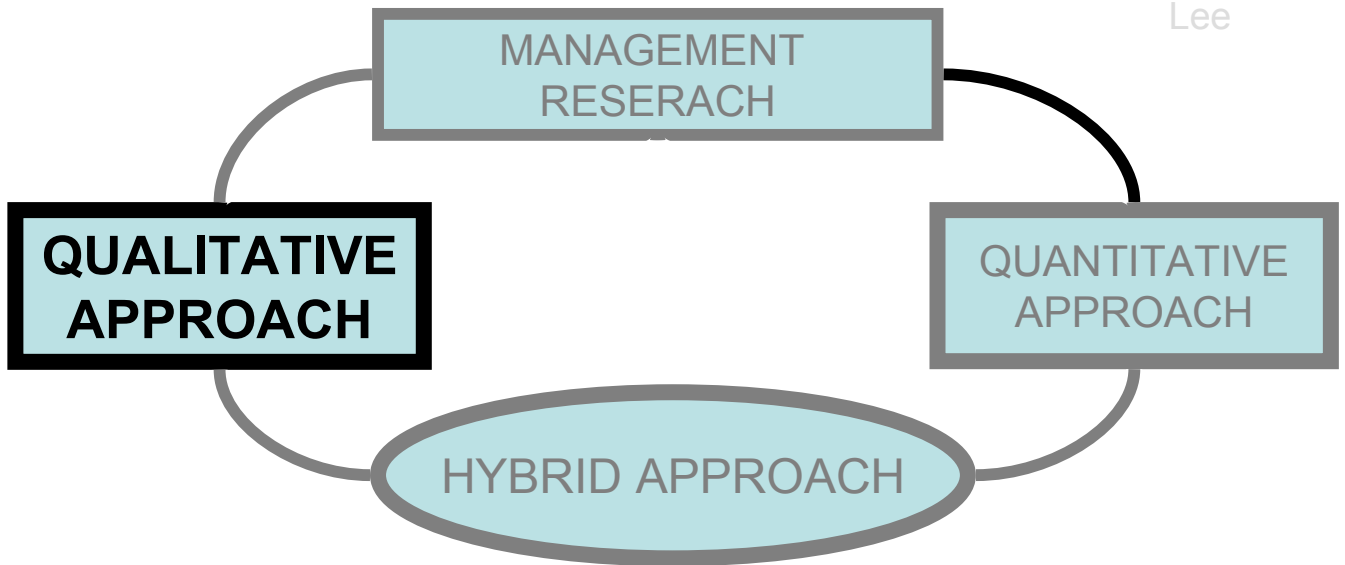 Lee
MANAGEMENT
RESERACH
QUALITATIVE
APPROACH
QUANTITATIVE
APPROACH
HYBRID APPROACH